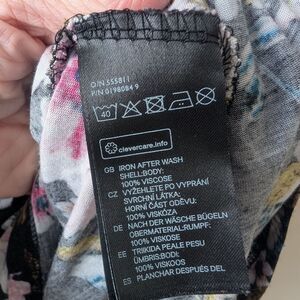 O/N 555811
P/N 0198084 9
40
clevercare.info
GB IRON AFTER WASH
SHELL:BODY:
100% VISCOSE
CZ VYŽEHLETE PO VYPRÁNÍ
SVRCHNÍ LÁTKA:
HORNÍ ČÁST ODĚVU:
100% VISKÓZA
DE NACH DER WÄSCHE BÜGELN
OBERMATERIAL:RUMPF:
100% VISKOSE
EE TRIKIDA PEALE PESU
ÜMBRIS:BODI:
100% VISKOOS
ES PLANCHAR DESPUÉS DEL